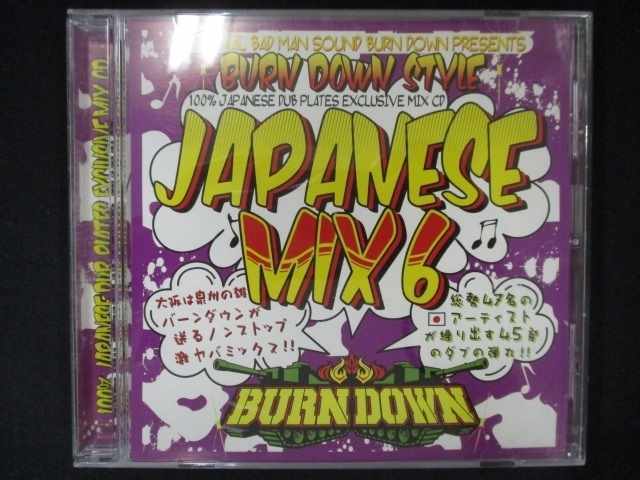 BAD MAN SOUND BURN DOWN PRESENTS
BURN DOWN STYLE
100% JAPANESE DUB PLATES EXCLUSIVE MIX CD
JAPANESE
MIX 6
大阪は泉州の雄
バーンダウンが
送るノンストップ
激ヤバミックス!!
総勢47名の
アーティスト
が繰り出す45発
のダブの弾丸!!
BURN DOWN
100% JAPANESE DUB PLATES EXCLUSIVE MIX CD